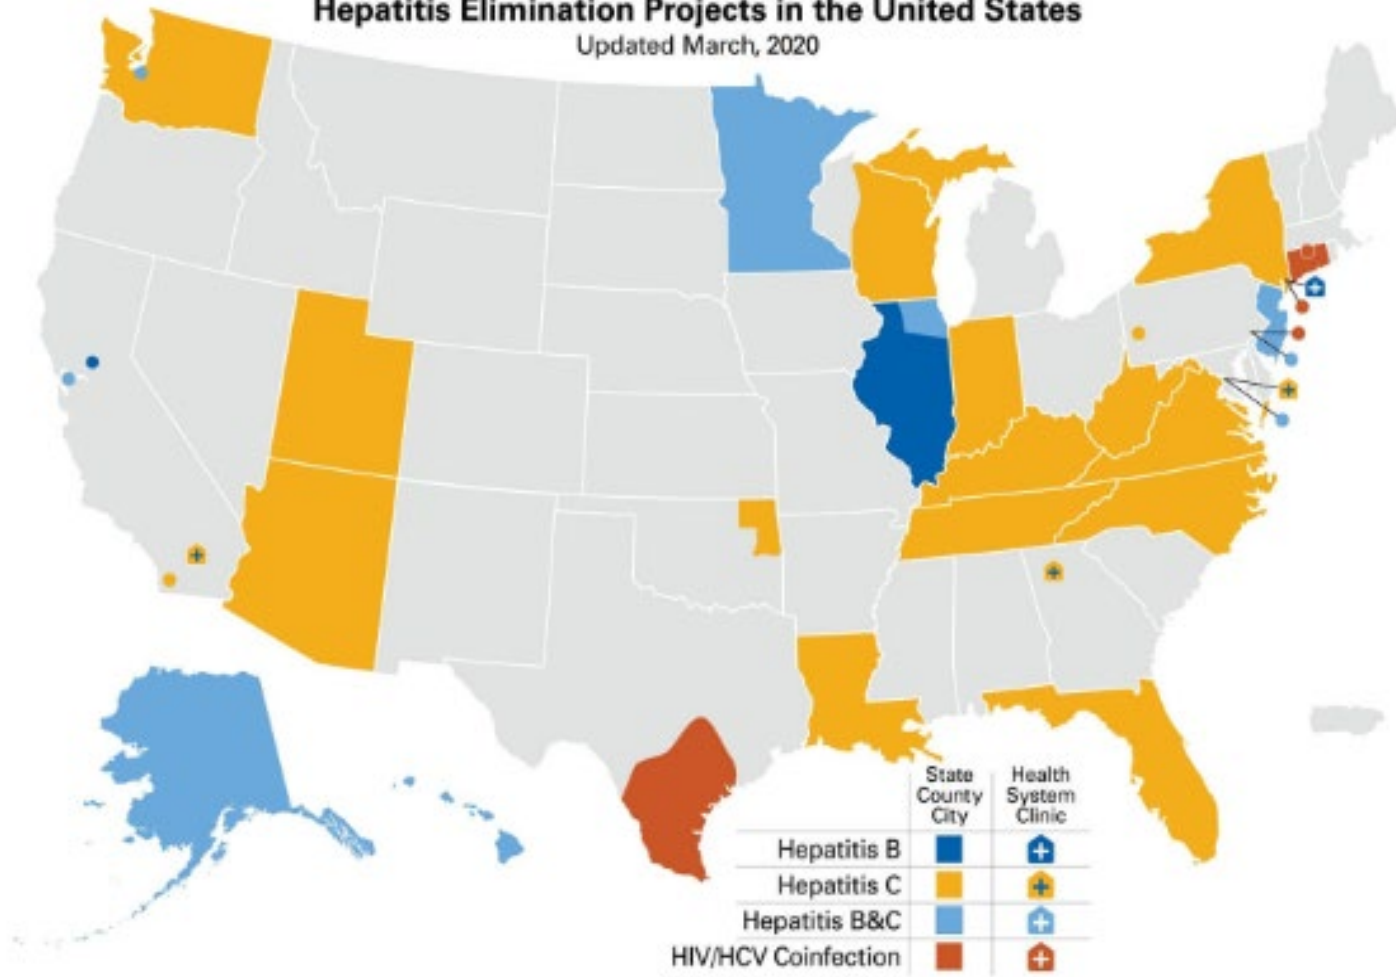 Hepatitis Elimination Projects in the United States
Updated March, 2020
State
County
City
Health
System
Clinic
Hepatitis B
Hepatitis C
Hepatitis B&C
HIV/HCV Coinfection